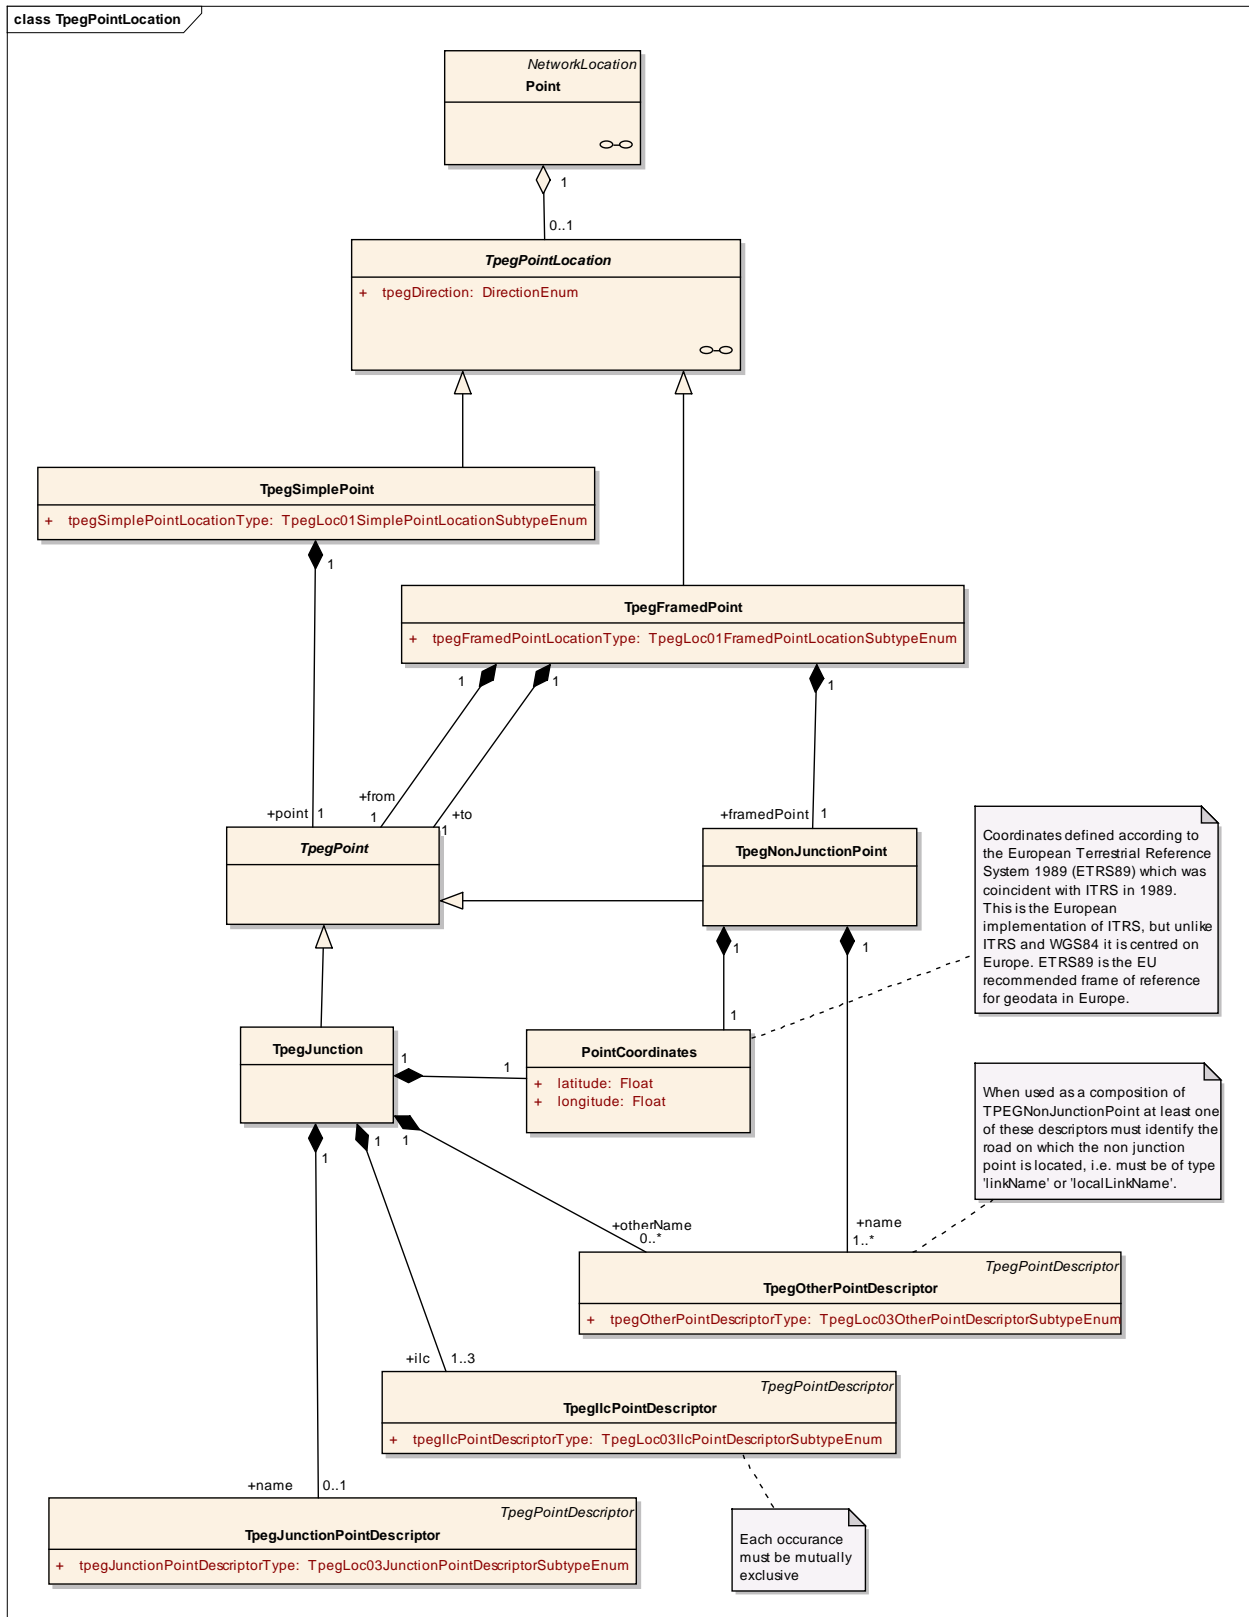 class TpegPointLocation
NetworkLocation
Point
1
0..1
TpegPointLocation
+ tpegDirection: DirectionEnum
TpegSimplePoint
+ tpegSimplePointLocationType: TpegLoc01SimplePointLocationSubtypeEnum
1
TpegFramedPoint
+ tpegFramedPointLocationType: TpegLoc01FramedPointLocationSubtypeEnum
1
1
1
+point
1
+from
1
+to
1
+framedPoint
1
TpegPoint
TpegNonJunctionPoint
1
1
Coordinates defined according to
the European Terrestrial Reference
System 1989 (ETRS89) which was
coincident with ITRS in 1989.
This is the European
implementation of ITRS, but unlike
ITRS and WGS84 it is centred on
Europe. ETRS89 is the EU
recommended frame of reference
for geodata in Europe.
1
TpegJunction
1
1
PointCoordinates
+ latitude: Float
+ longitude: Float
1
1
1
When used as a composition of
TPEGNonJunctionPoint at least one
of these descriptors must identify the
road on which the non junction
point is located, i.e. must be of type
'linkName' or 'localLinkName'.
+otherName
0..*
+name
1..*
TpegPointDescriptor
TpegOtherPointDescriptor
+ tpegOtherPointDescriptorType: TpegLoc03OtherPointDescriptorSubtypeEnum
+ilc
1..3
TpegPointDescriptor
TpegIlcPointDescriptor
+ tpegIlcPointDescriptorType: TpegLoc03IlcPointDescriptorSubtypeEnum
+name
0..1
TpegPointDescriptor
TpegJunctionPointDescriptor
+ tpegJunctionPointDescriptorType: TpegLoc03JunctionPointDescriptorSubtypeEnum
Each occurance
must be mutually
exclusive